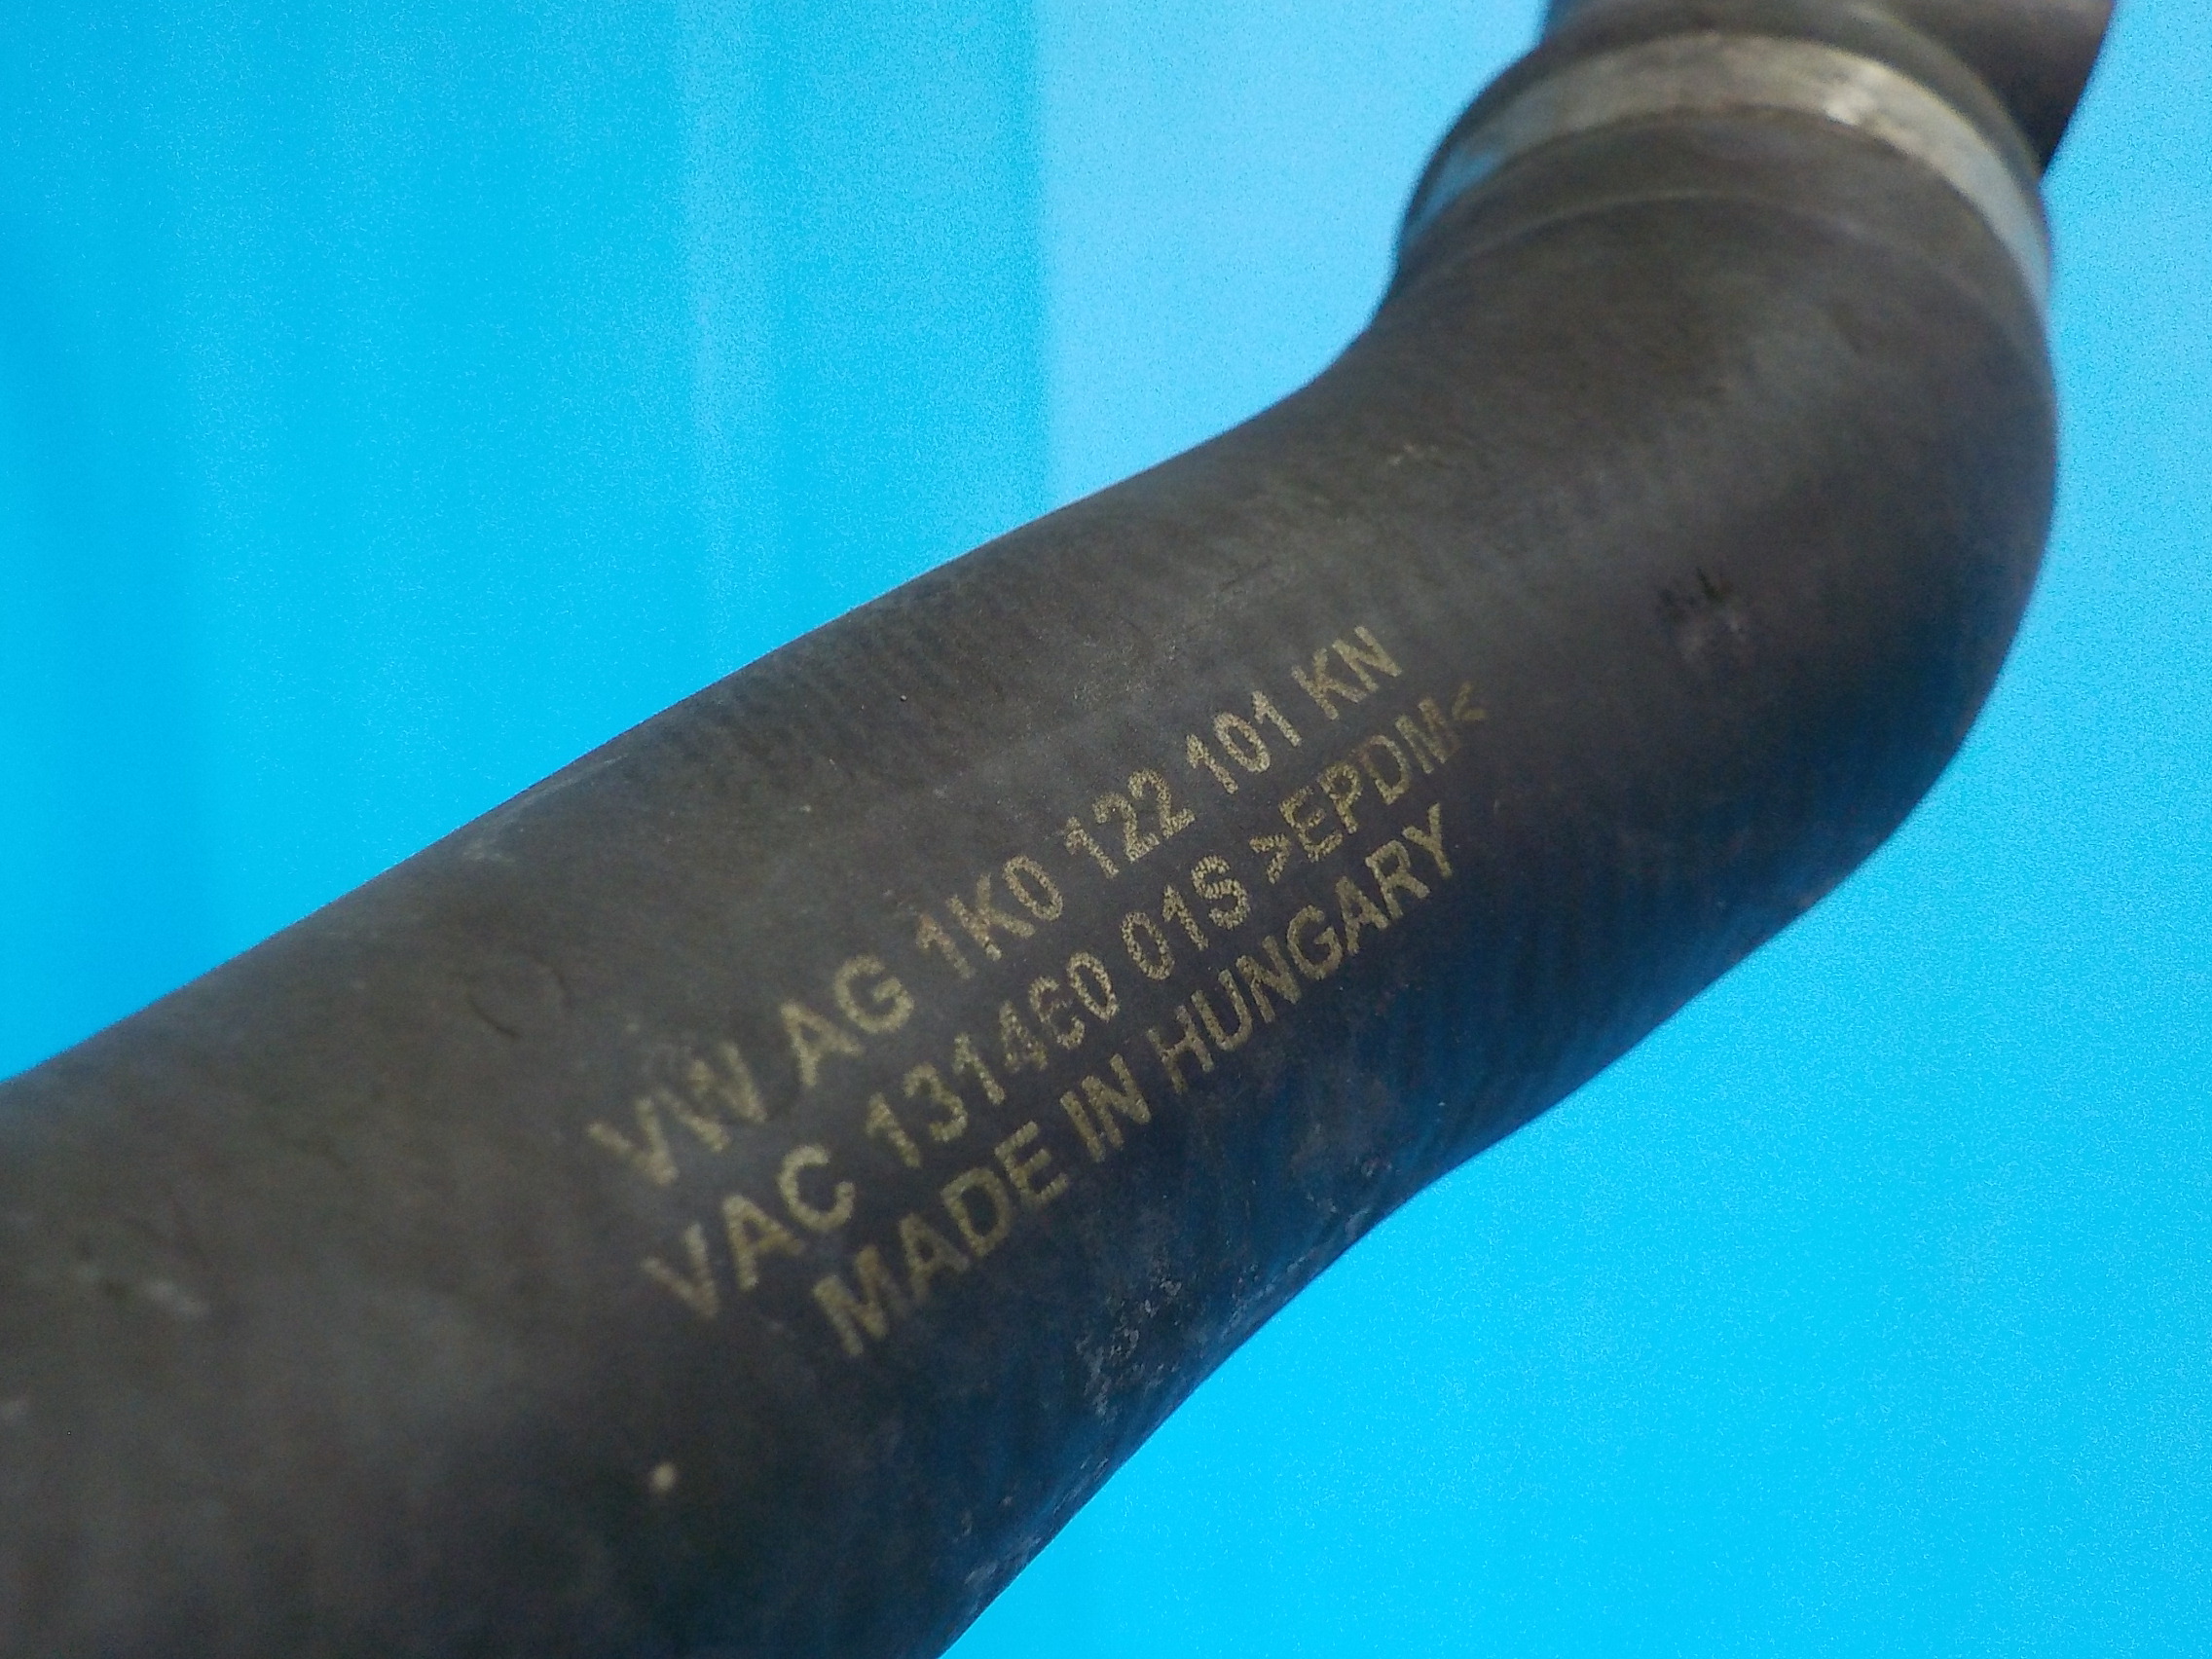 VW AG 1K0 122 101 KN
VAC 131460 01S >EPDM<
MADE IN HUNGARY